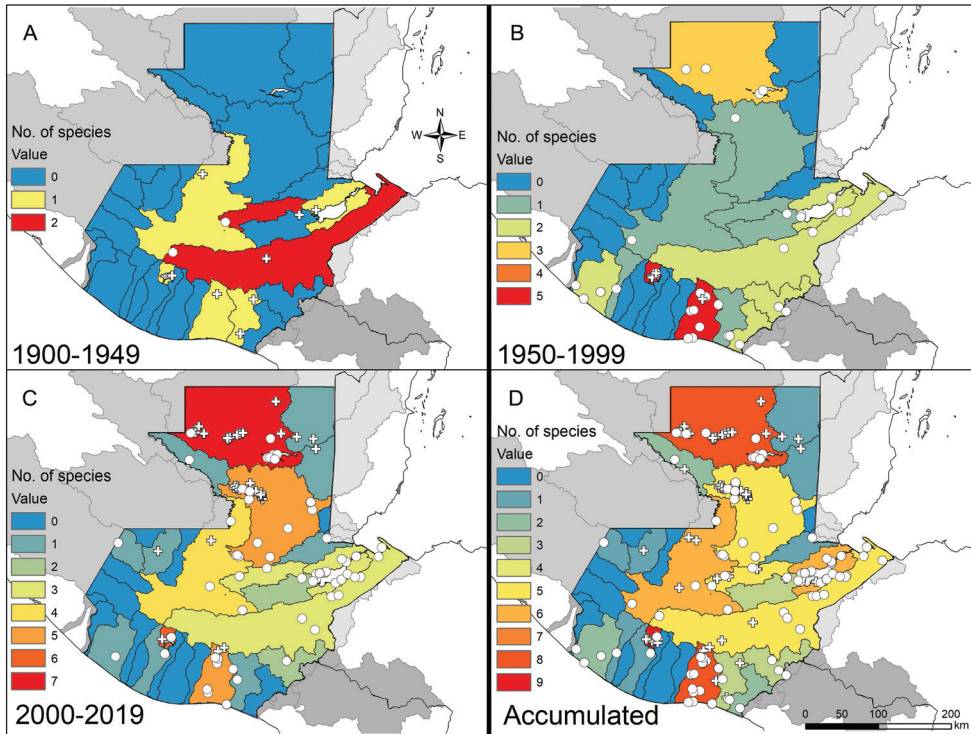 A
No. of species
Value
0
1
2
N
W E
S
1900-1949
B
No. of species
Value
0
1
2
3
4
5
1950-1999
C
No. of species
Value
0
1
2
3
4
5
6
7
2000-2019
D
No. of species
Value
0
1
2
3
4
5
6
7
8
9
Accumulated
0 50 100 200
km